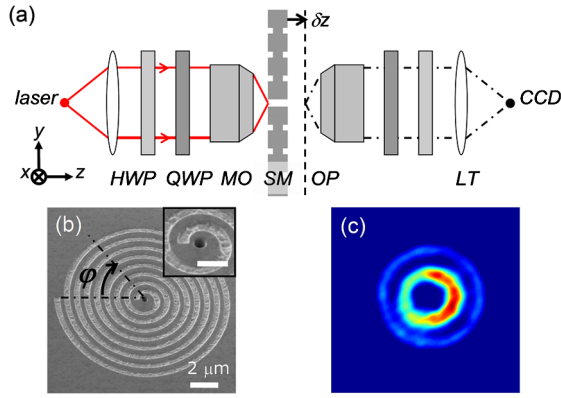 (a)
δz
laser
CCD
y
x
z
HWP QWP MO SM OP LT
(b)
φ
2 μm
(c)